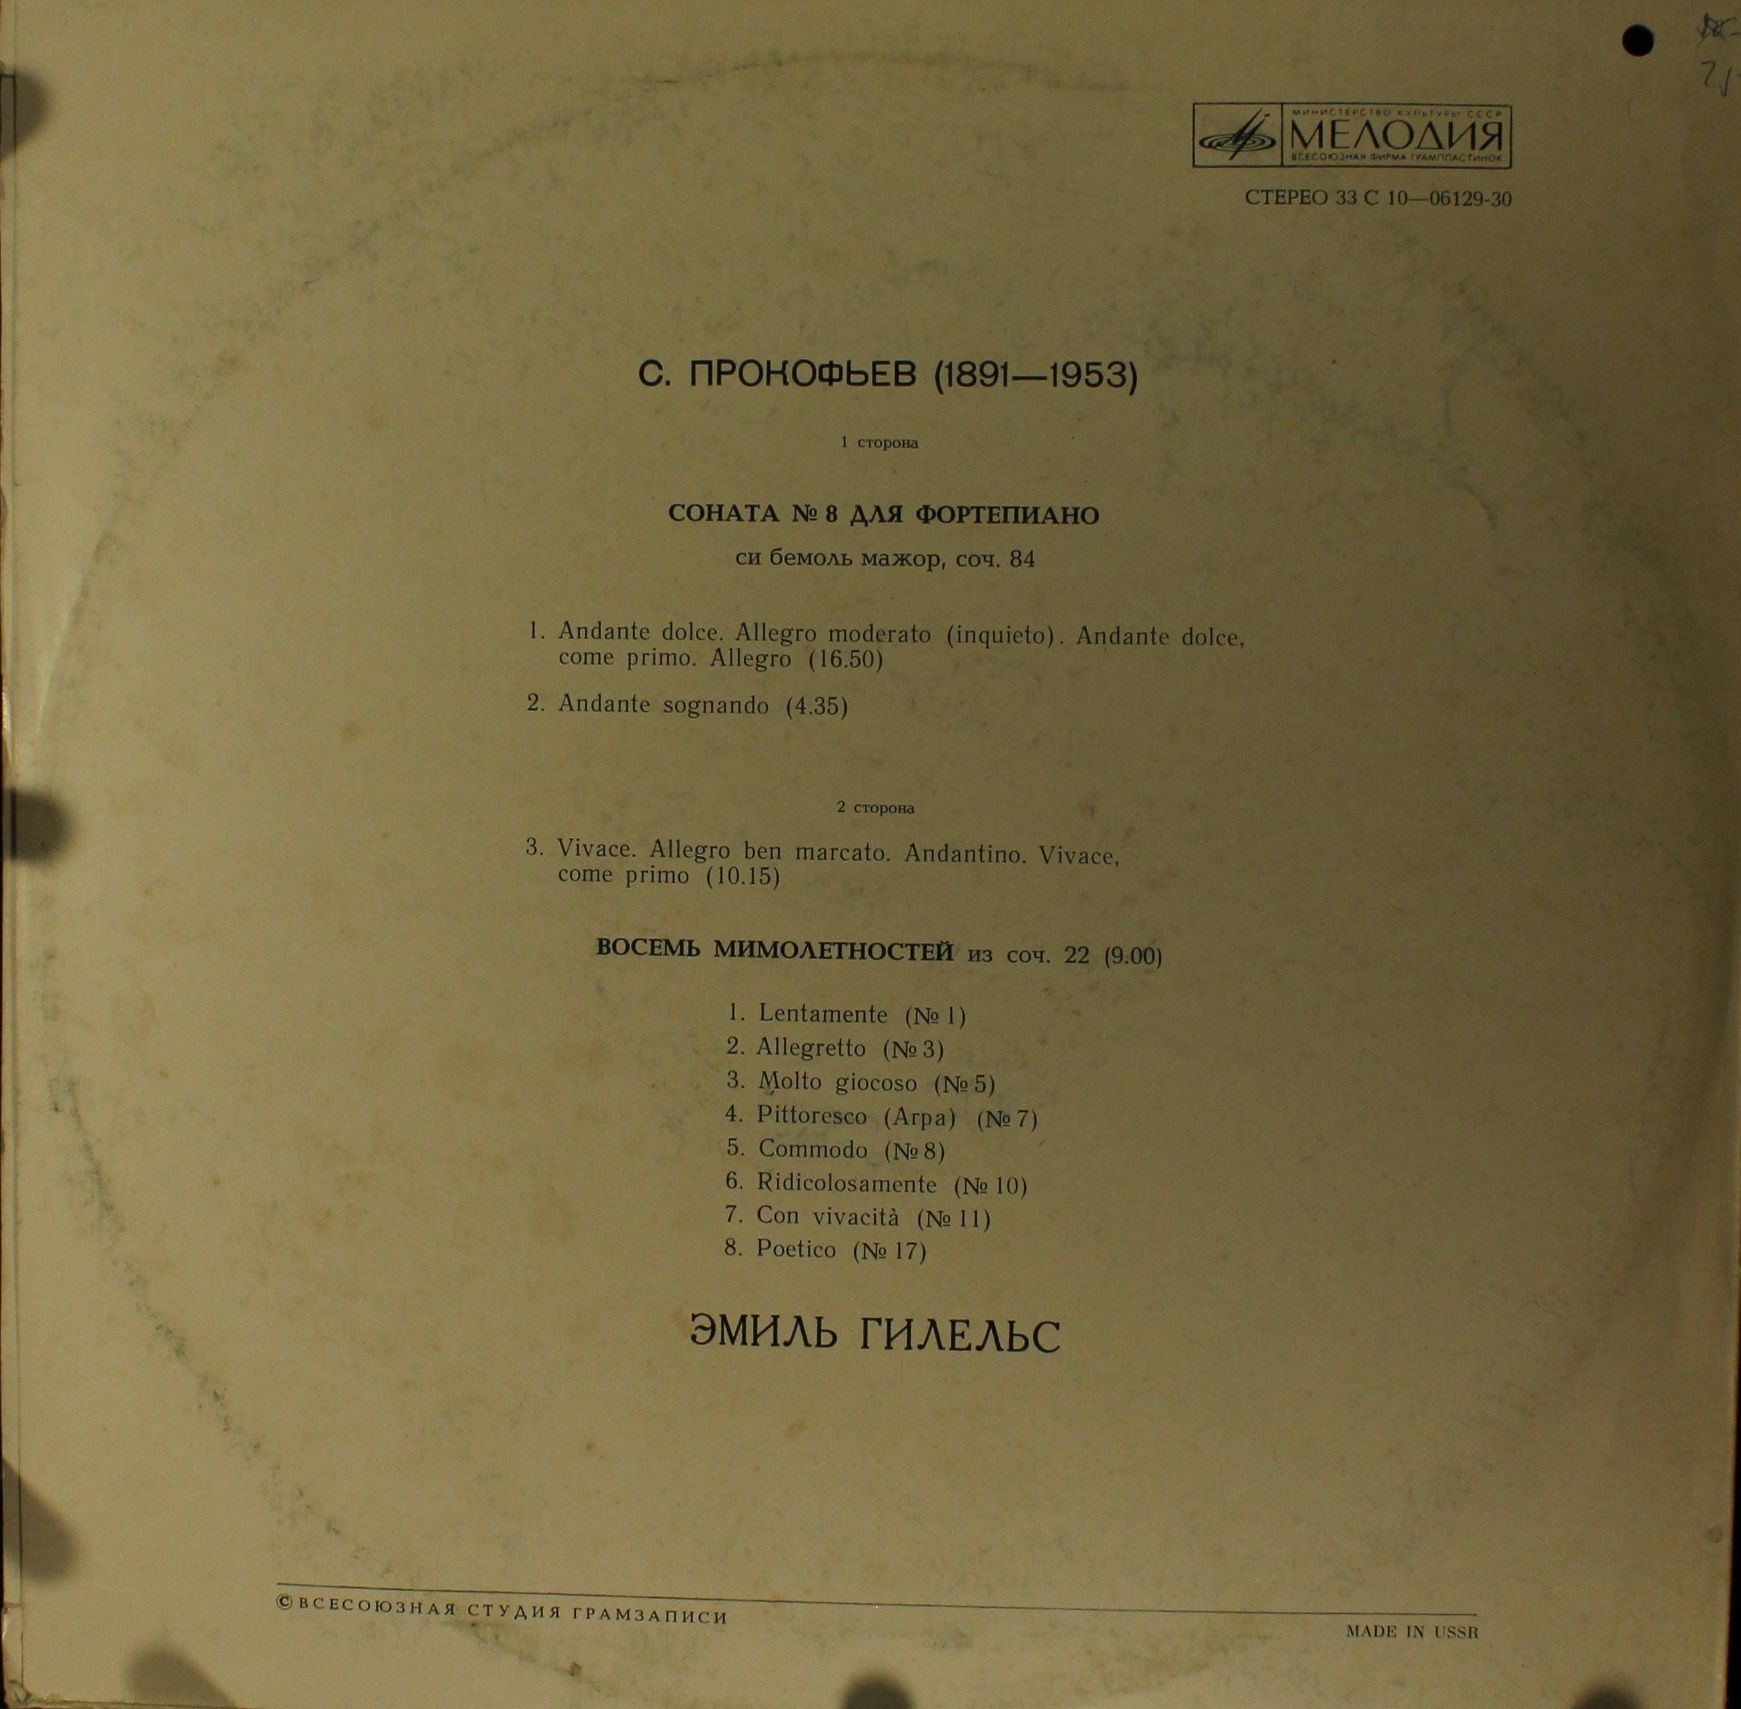 МИНИСТЕРСТВО КУЛЬТУРЫ СССР
МЕЛОДИЯ
ВСЕСОЮЗНАЯ ФИРМА ГРАМПЛАСТИНОК
СТЕРЕО 33 С 10—06129-30
С. ПРОКОФЬЕВ (1891—1953)
1 сторона
СОНАТА № 8 ДЛЯ ФОРТЕПИАНО
си бемоль мажор, соч. 84
1. Andante dolce. Allegro moderato (inquieto). Andante dolce,
come primo. Allegro (16.50)
2. Andante sognando (4.35)
2 сторона
3. Vivace. Allegro ben marcato. Andantino. Vivace,
come primo (10.15)
ВОСЕМЬ МИМОЛЕТНОСТЕЙ из соч. 22 (9.00)
1. Lentamente (№ 1)
2. Allegretto (№ 3)
3. Molto giocoso (№ 5)
4. Pittoresco (Arpa) (№ 7)
5. Commodo (№ 8)
6. Ridicolosamente (№ 10)
7. Con vivacità (№ 11)
8. Poetico (№ 17)
ЭМИЛЬ ГИЛЕЛЬС
© ВСЕСОЮЗНАЯ СТУДИЯ ГРАМЗАПИСИ
MADE IN USSR